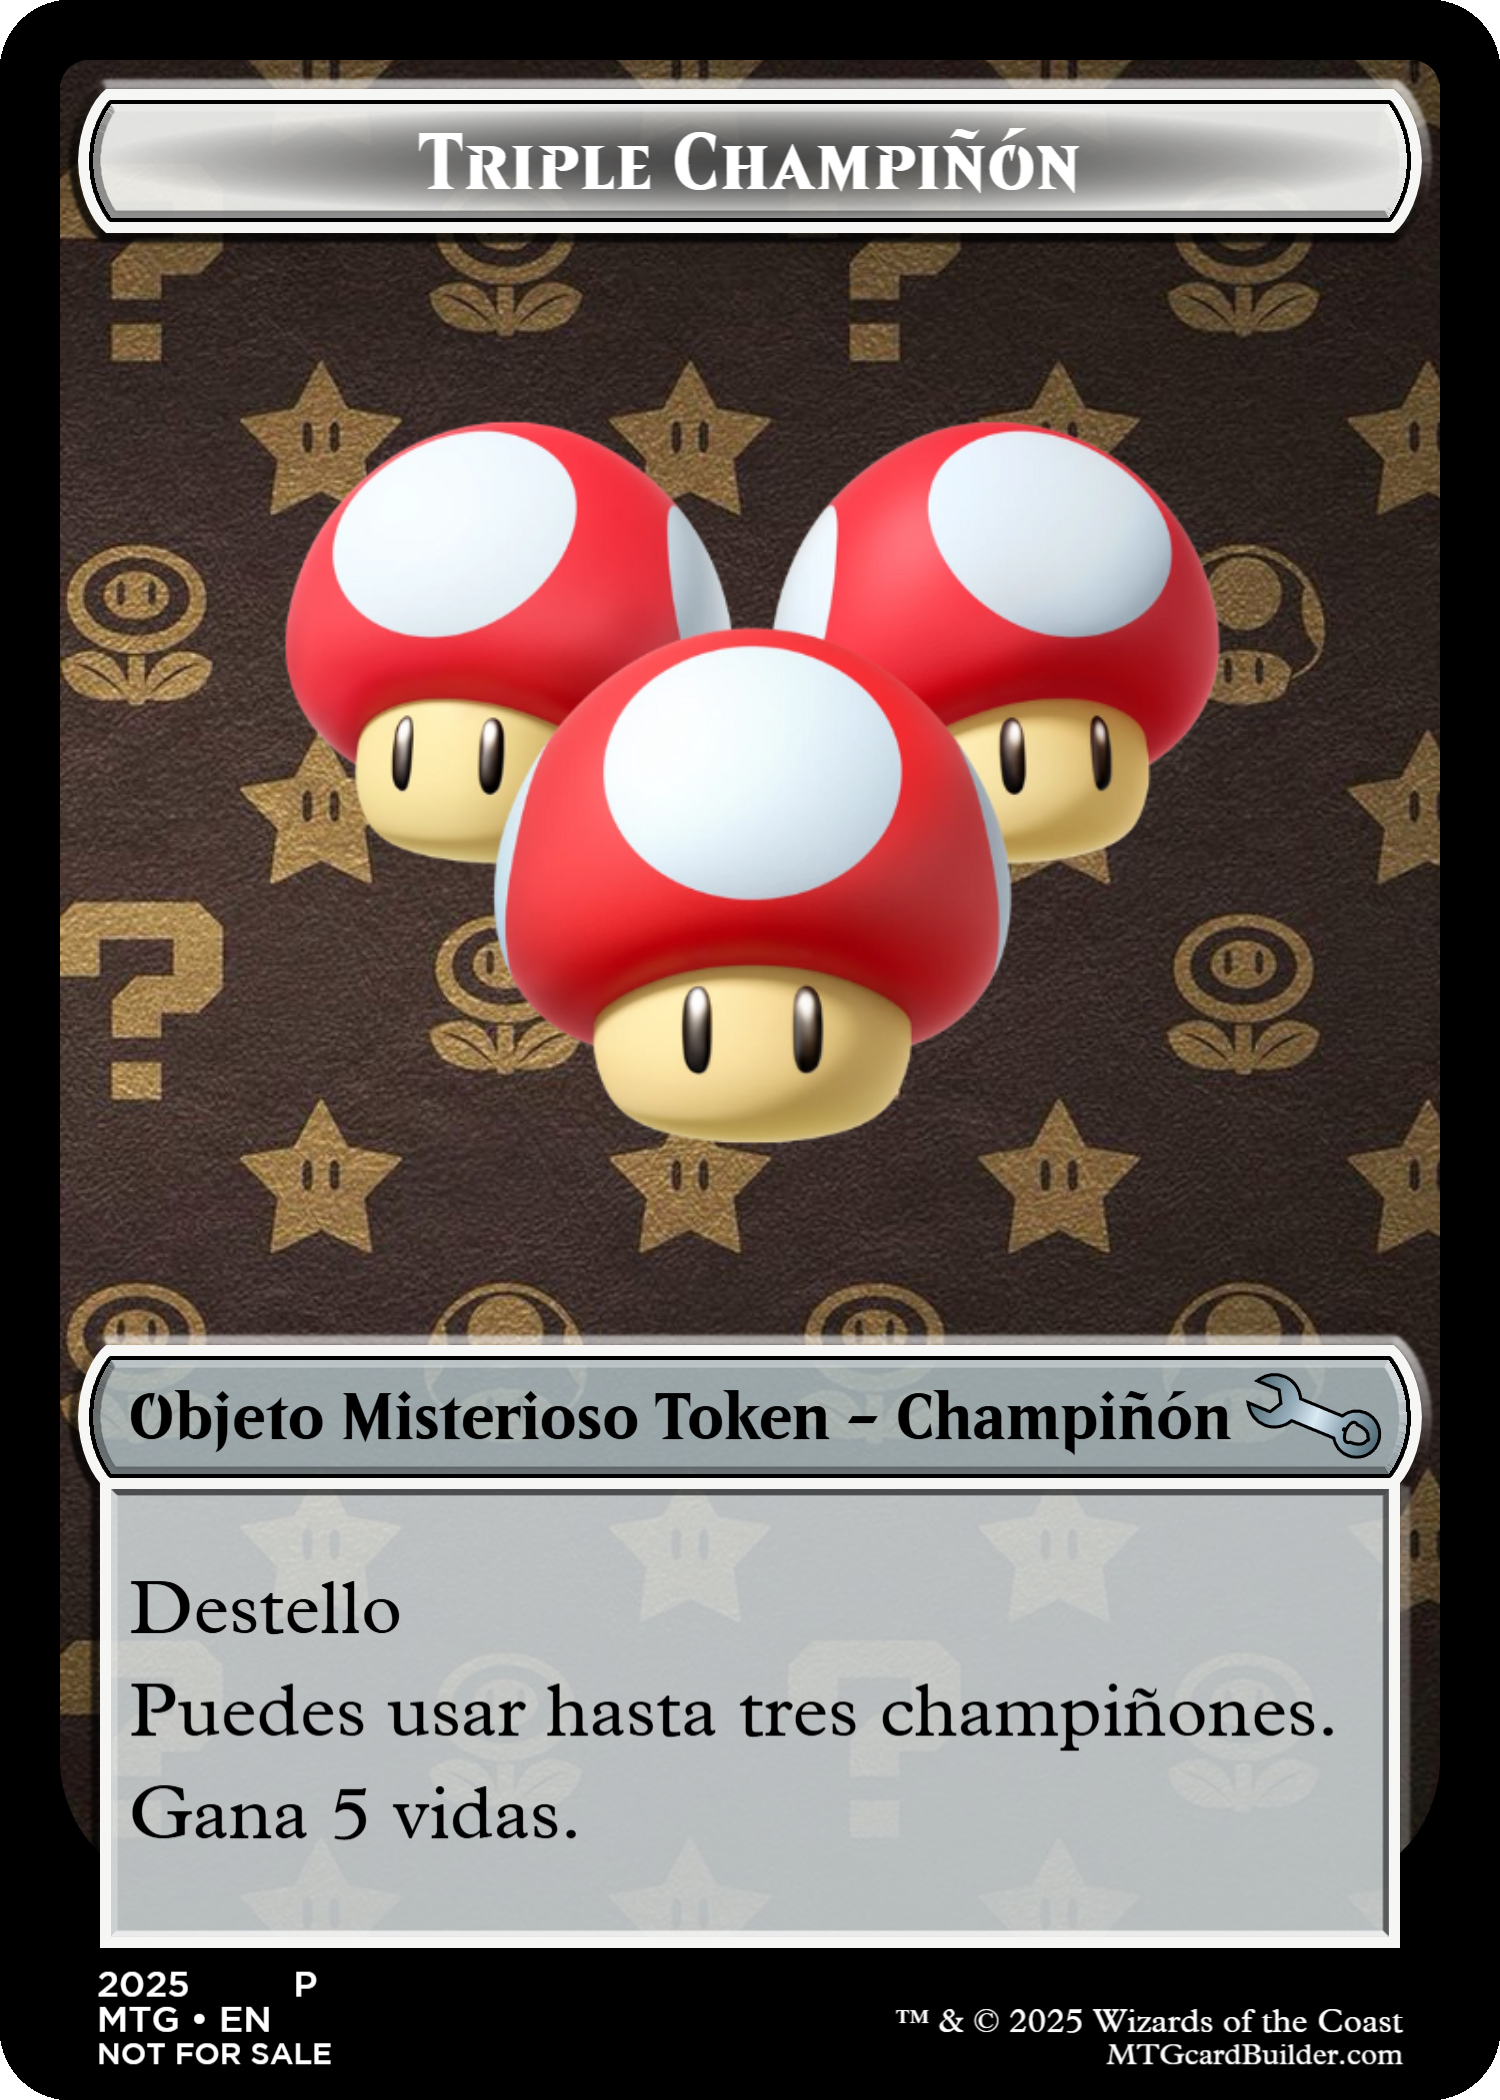 Triple Champiñón
Objeto Misterioso Token – Champiñón
Destello
Puedes usar hasta tres champiñones.
Gana 5 vidas.
2025 P
MTG • EN
NOT FOR SALE
™ & © 2025 Wizards of the Coast
MTGcardBuilder.com